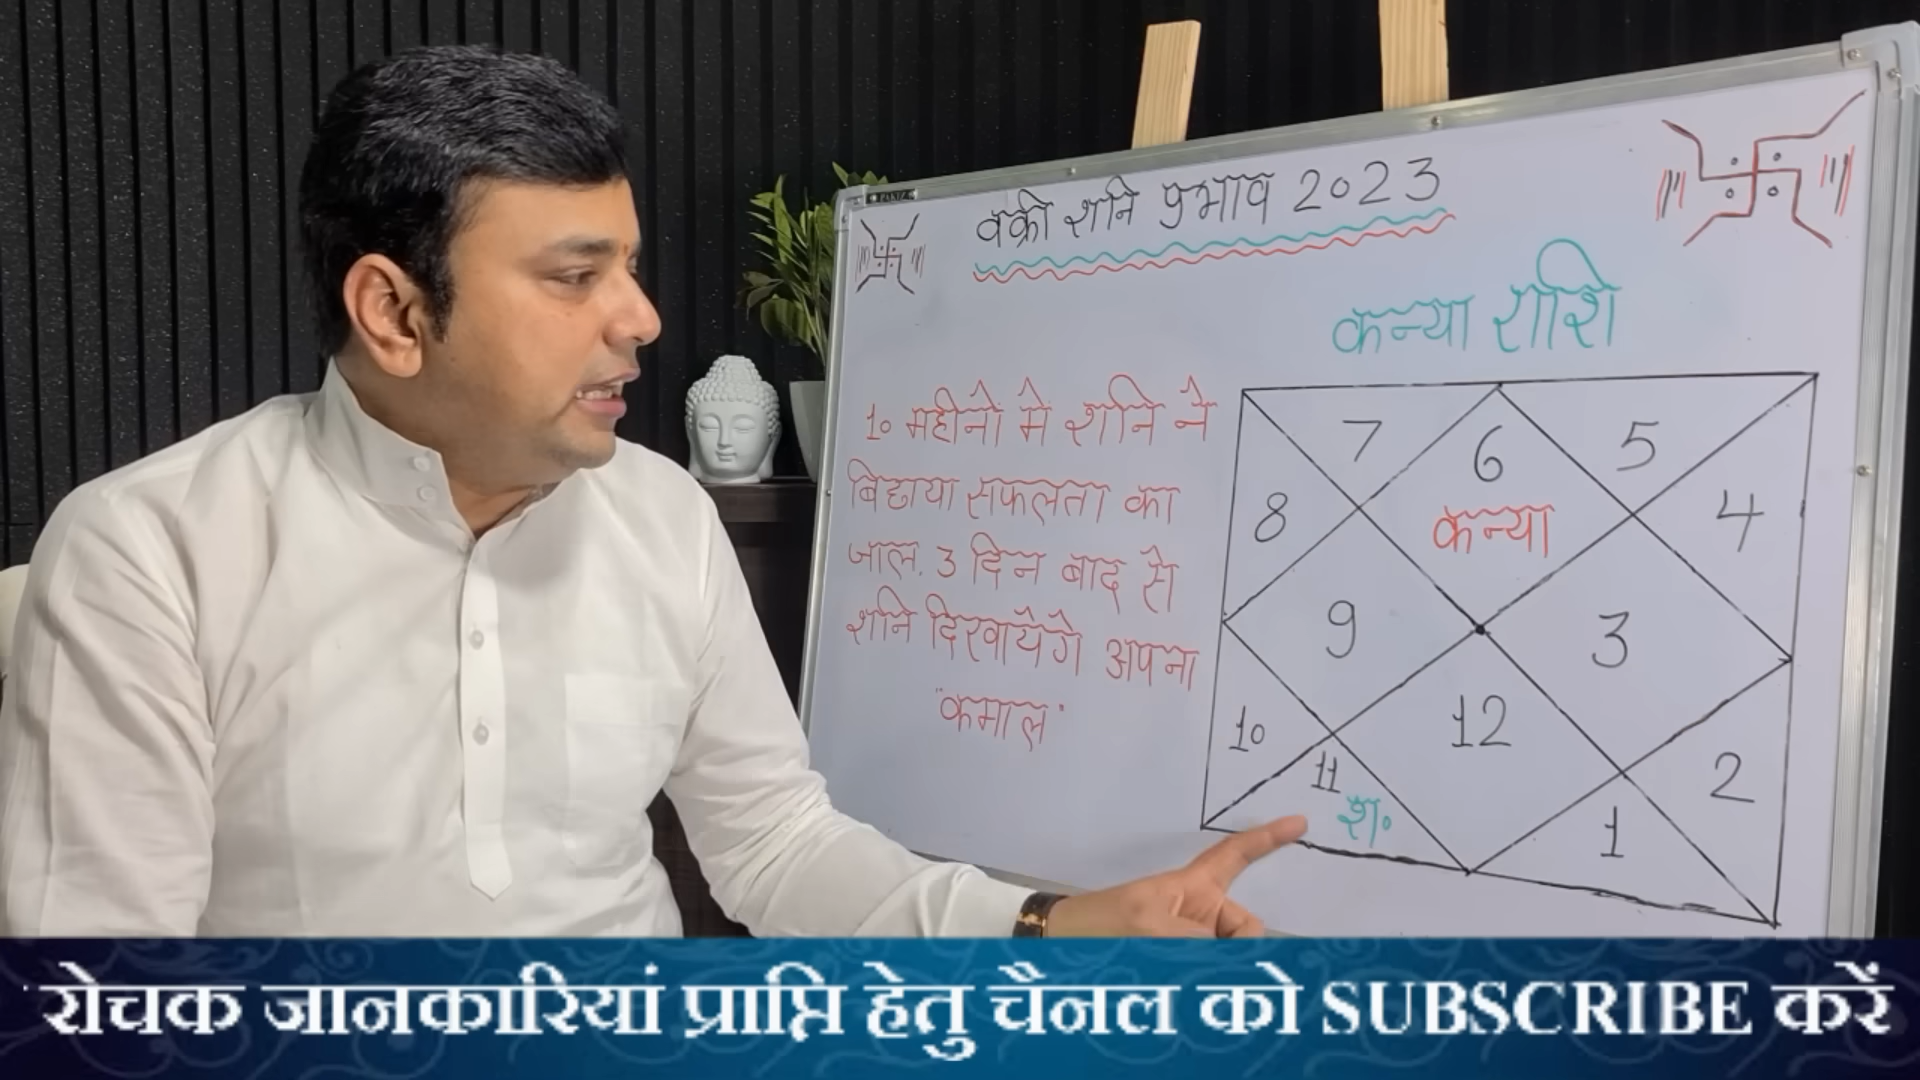 वक्री शनि प्रभाव 2023
कन्या राशि
10 महीनो मे शनि ने
बिछाया सफलता का
जाल. 3 दिन बाद से
शनि दिखायेंगे अपना
"कमाल"
7
6
5
8
कन्या
4
9
3
10
12
2
11
श॰
1
रोचक जानकारियां प्राप्ति हेतु चैनल को SUBSCRIBE करें